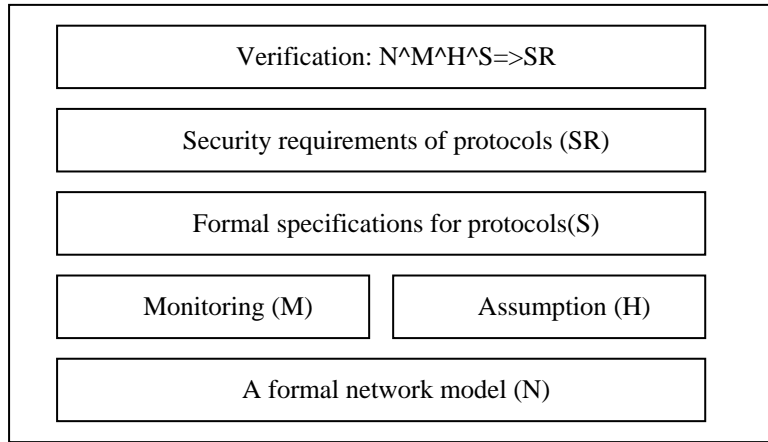 Verification: N^M^H^S=>SR
Security requirements of protocols (SR)
Formal specifications for protocols(S)
Monitoring (M)
Assumption (H)
A formal network model (N)